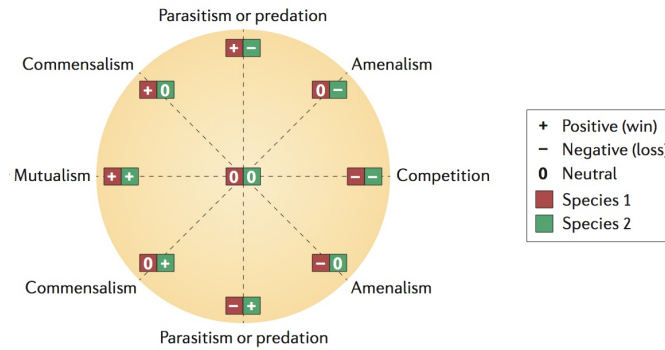 Parasitism or predation
+ −
Commensalism
Amenalism
+ 0
0 −
+ Positive (win)
− Negative (loss)
0 Neutral
Species 1
Species 2
Mutualism
+ +
0 0
− −
Competition
0 +
− 0
Commensalism
Amenalism
− +
Parasitism or predation